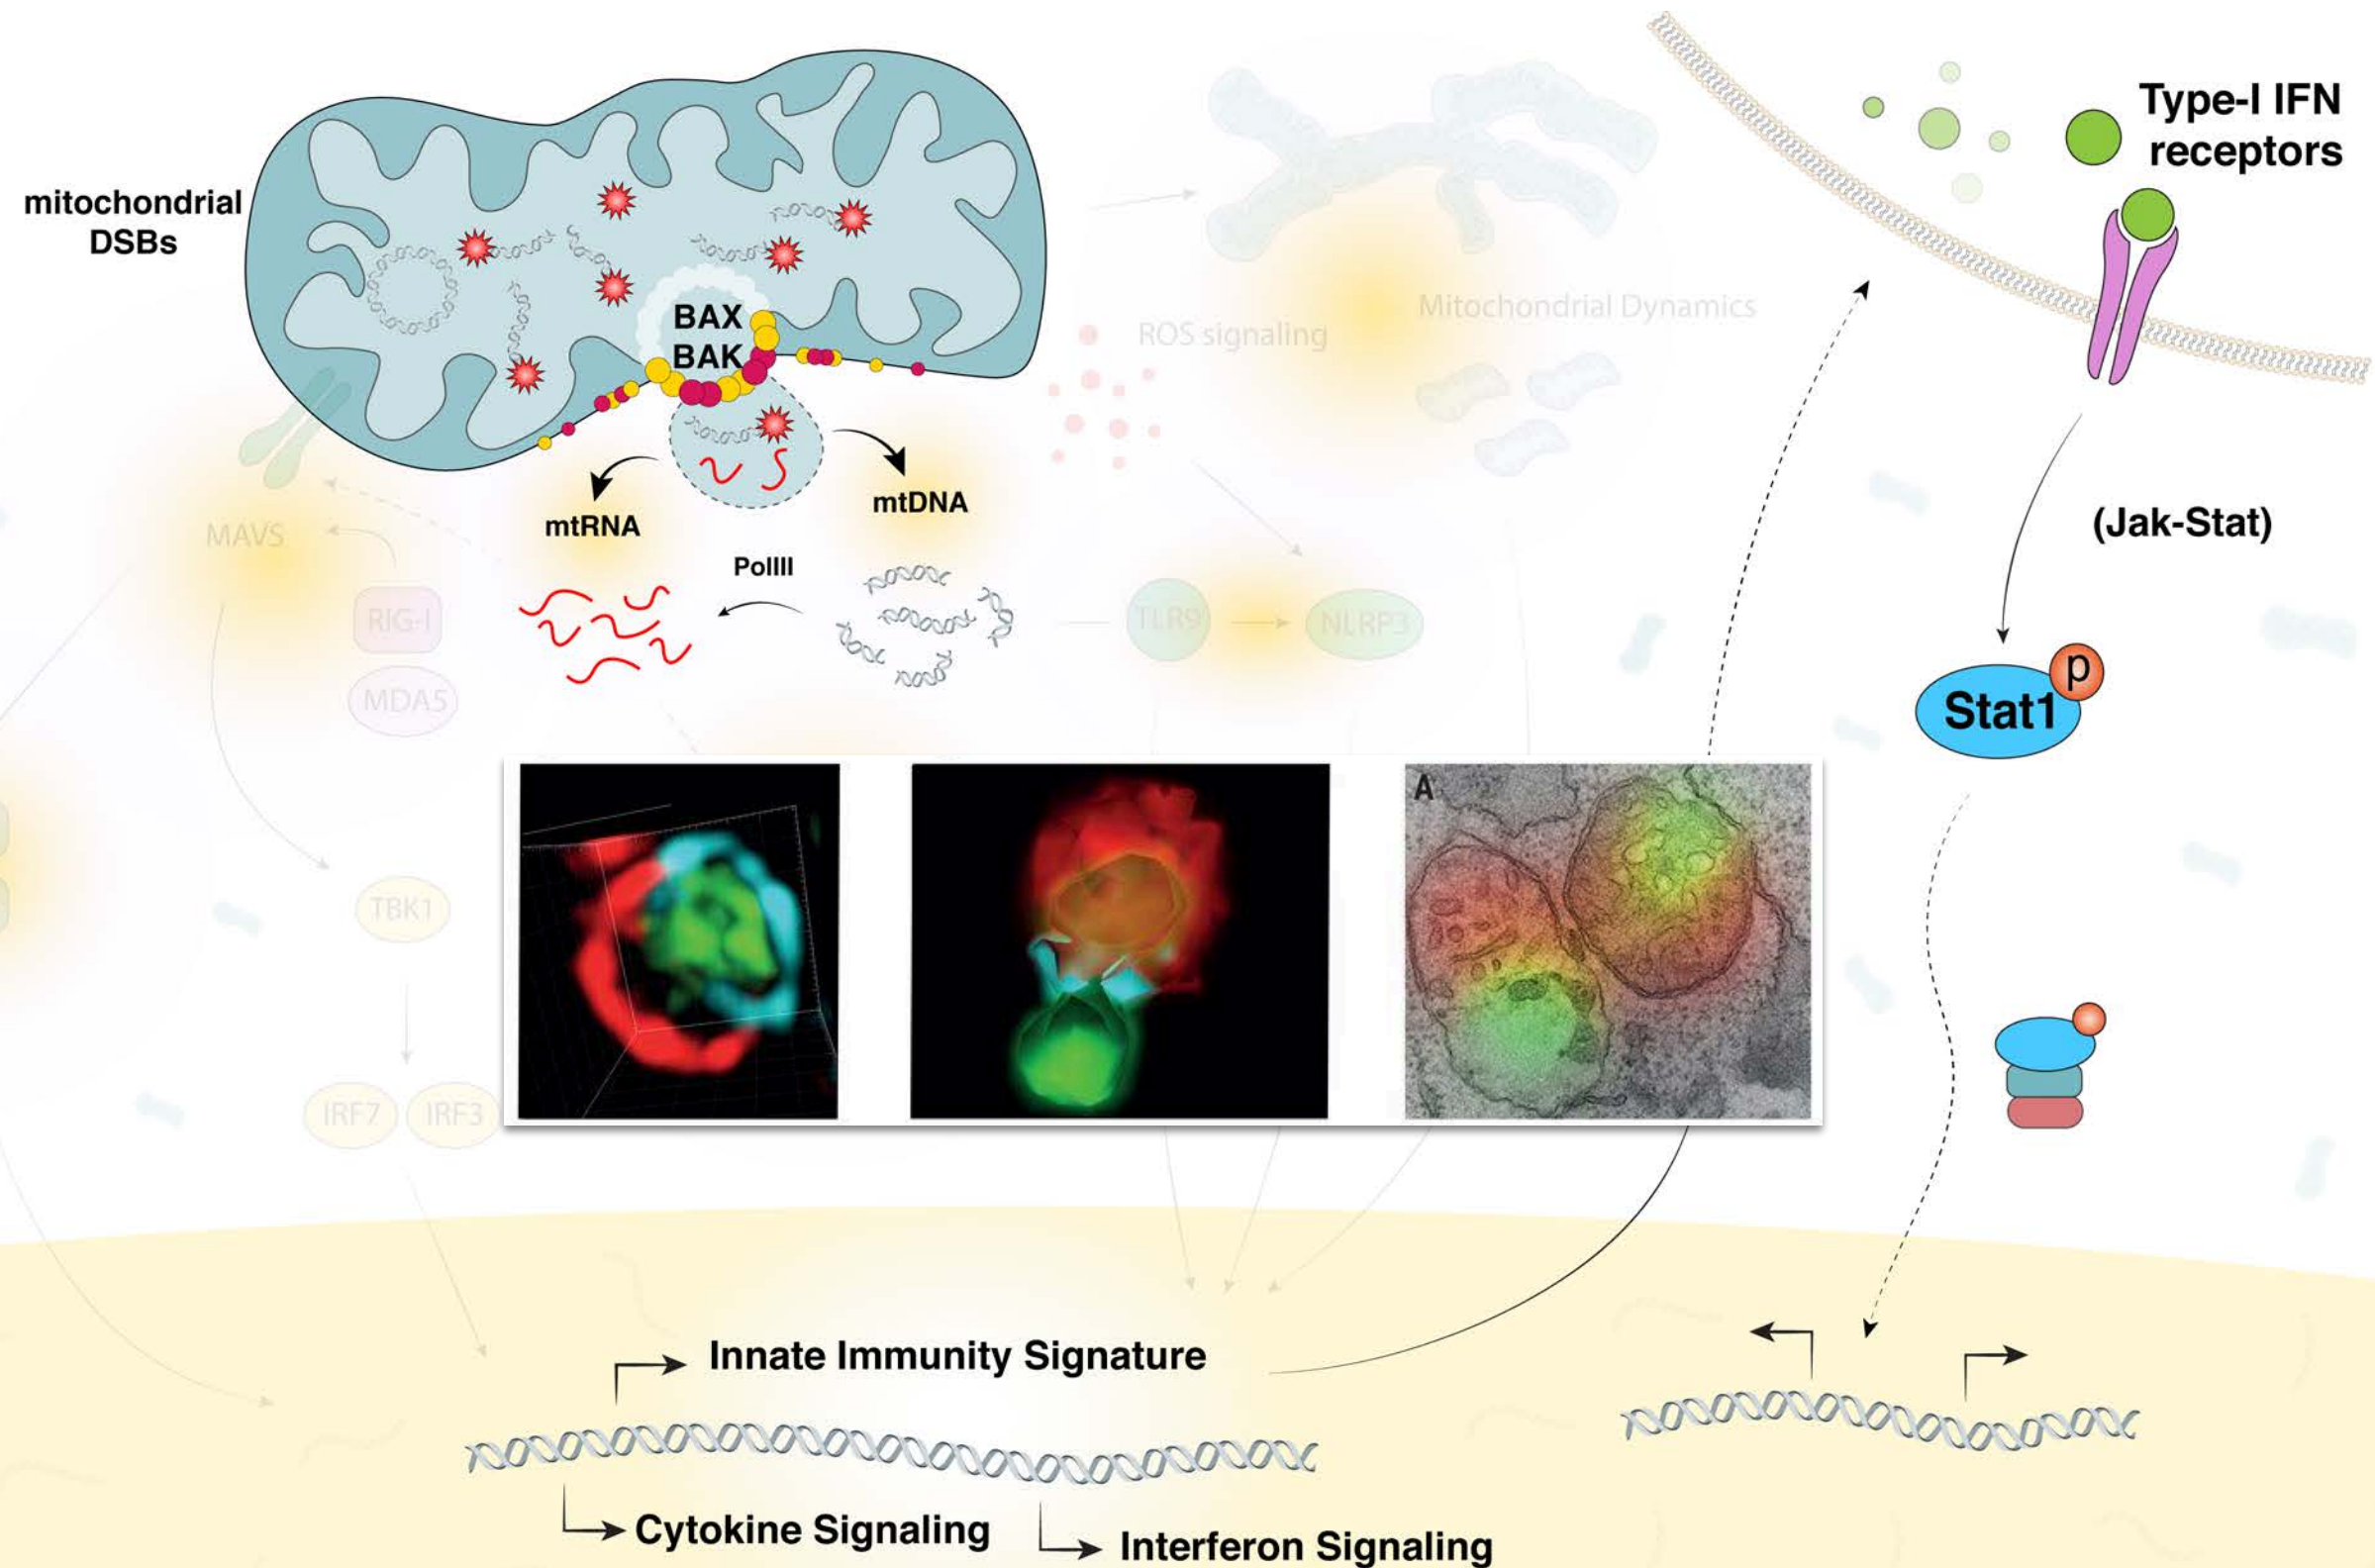 Type-I IFN
receptors
mitochondrial
DSBs
BAX
BAK
ROS signaling
Mitochondrial Dynamics
mtRNA
mtDNA
MAVS
(Jak-Stat)
PolIII
RIG-I
MDA5
TLR9
NLRP3
p
Stat1
A
TBK1
IRF7
IRF3
Innate Immunity Signature
Cytokine Signaling
Interferon Signaling